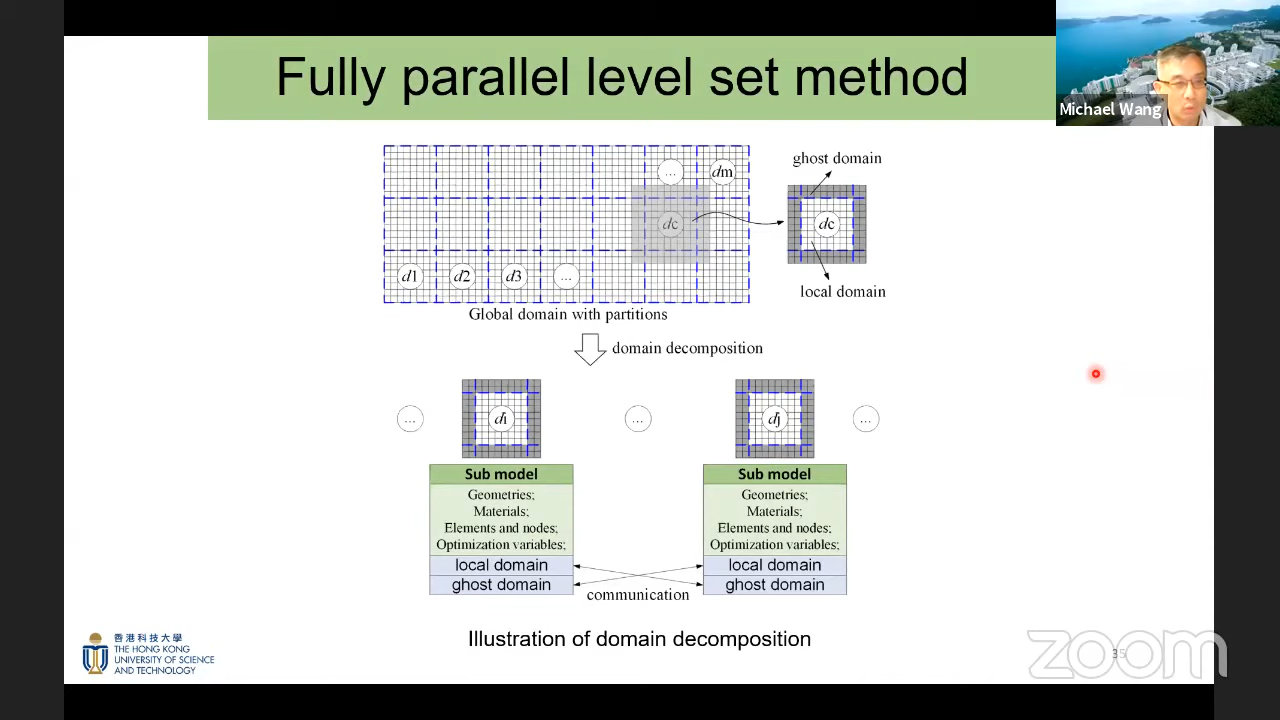 Fully parallel level set method
Michael Wang
... dm
ghost domain
dc
dc
d1 d2 d3 ...
local domain
Global domain with partitions
domain decomposition
... di ... dj ...
Sub model
Geometries;
Materials;
Elements and nodes;
Optimization variables;
local domain
ghost domain
Sub model
Geometries;
Materials;
Elements and nodes;
Optimization variables;
local domain
ghost domain
communication
Illustration of domain decomposition
香港科技大學
THE HONG KONG
UNIVERSITY OF SCIENCE
AND TECHNOLOGY
35
zoom